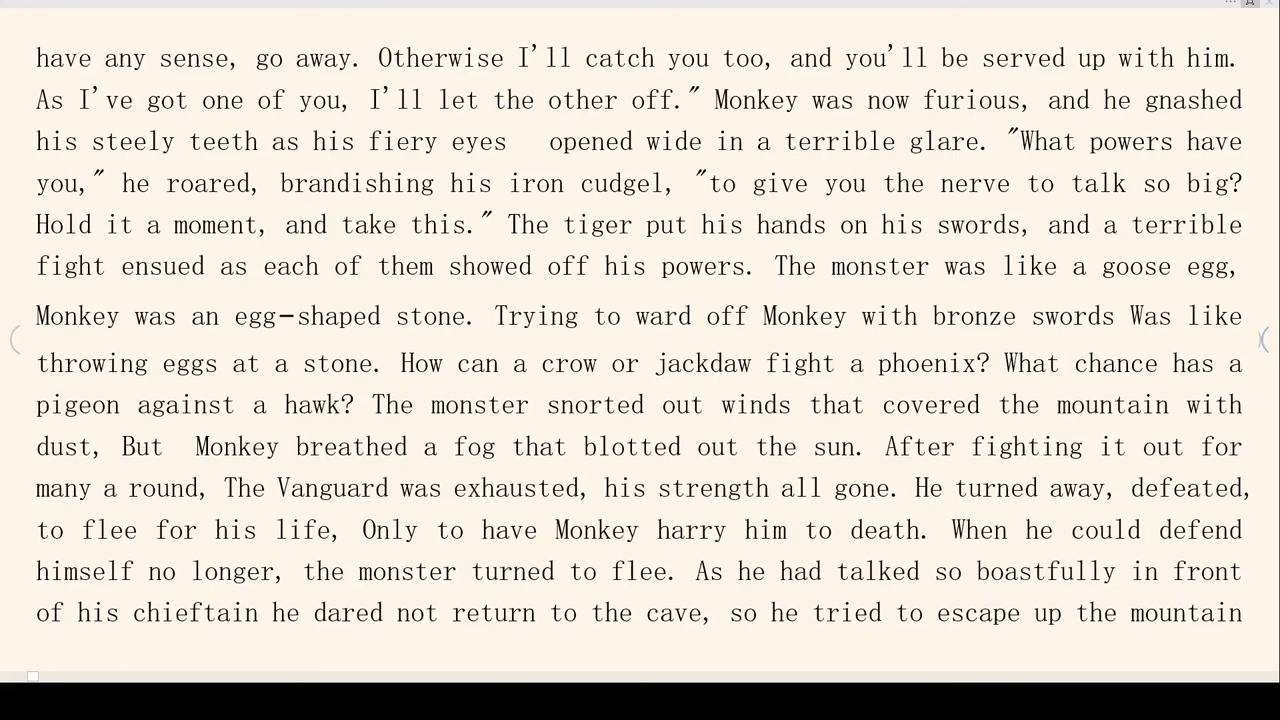 have any sense, go away. Otherwise I'll catch you too, and you'll be served up with him.
As I've got one of you, I'll let the other off." Monkey was now furious, and he gnashed
his steely teeth as his fiery eyes opened wide in a terrible glare. "What powers have
you," he roared, brandishing his iron cudgel, "to give you the nerve to talk so big?
Hold it a moment, and take this." The tiger put his hands on his swords, and a terrible
fight ensued as each of them showed off his powers. The monster was like a goose egg,
Monkey was an egg-shaped stone. Trying to ward off Monkey with bronze swords Was like
throwing eggs at a stone. How can a crow or jackdaw fight a phoenix? What chance has a
pigeon against a hawk? The monster snorted out winds that covered the mountain with
dust, But Monkey breathed a fog that blotted out the sun. After fighting it out for
many a round, The Vanguard was exhausted, his strength all gone. He turned away, defeated,
to flee for his life, Only to have Monkey harry him to death. When he could defend
himself no longer, the monster turned to flee. As he had talked so boastfully in front
of his chieftain he dared not return to the cave, so he tried to escape up the mountain